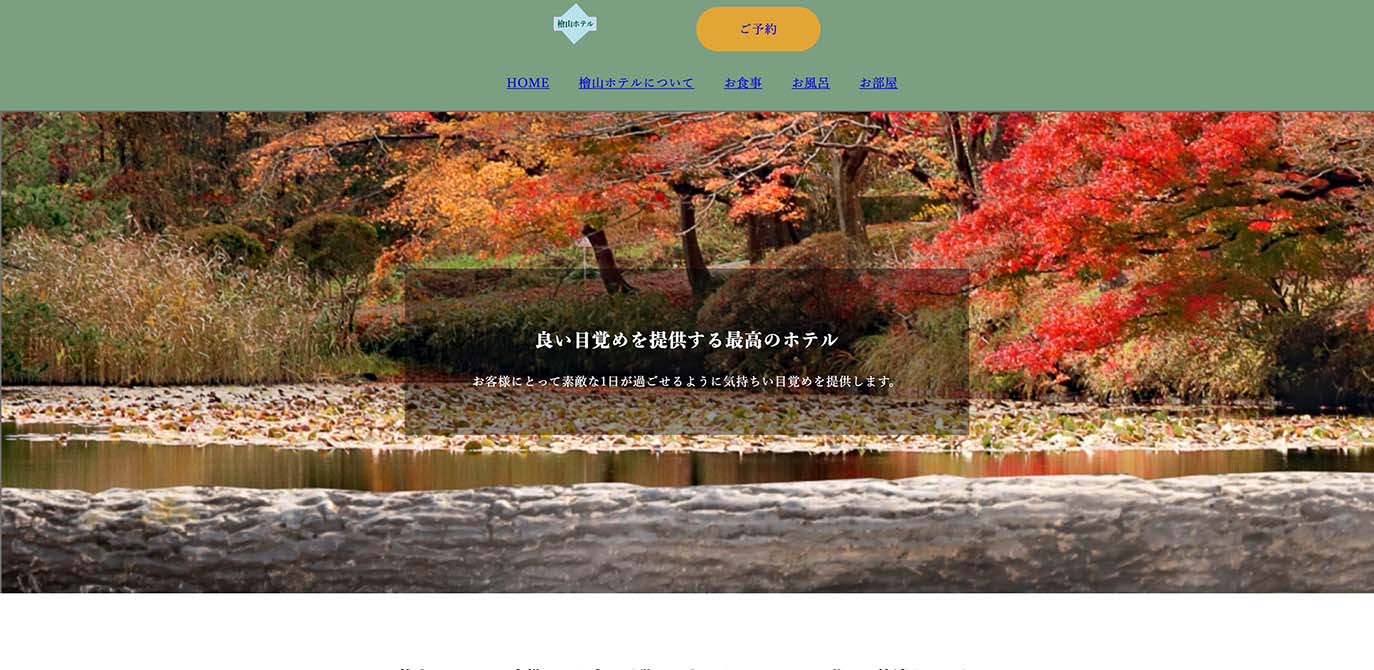 檜山ホテル
ご予約
HOME 檜山ホテルについて お食事 お風呂 お部屋
良い目覚めを提供する最高のホテル
お客様にとって素敵な1日が過ごせるように気持ちい目覚めを提供します。